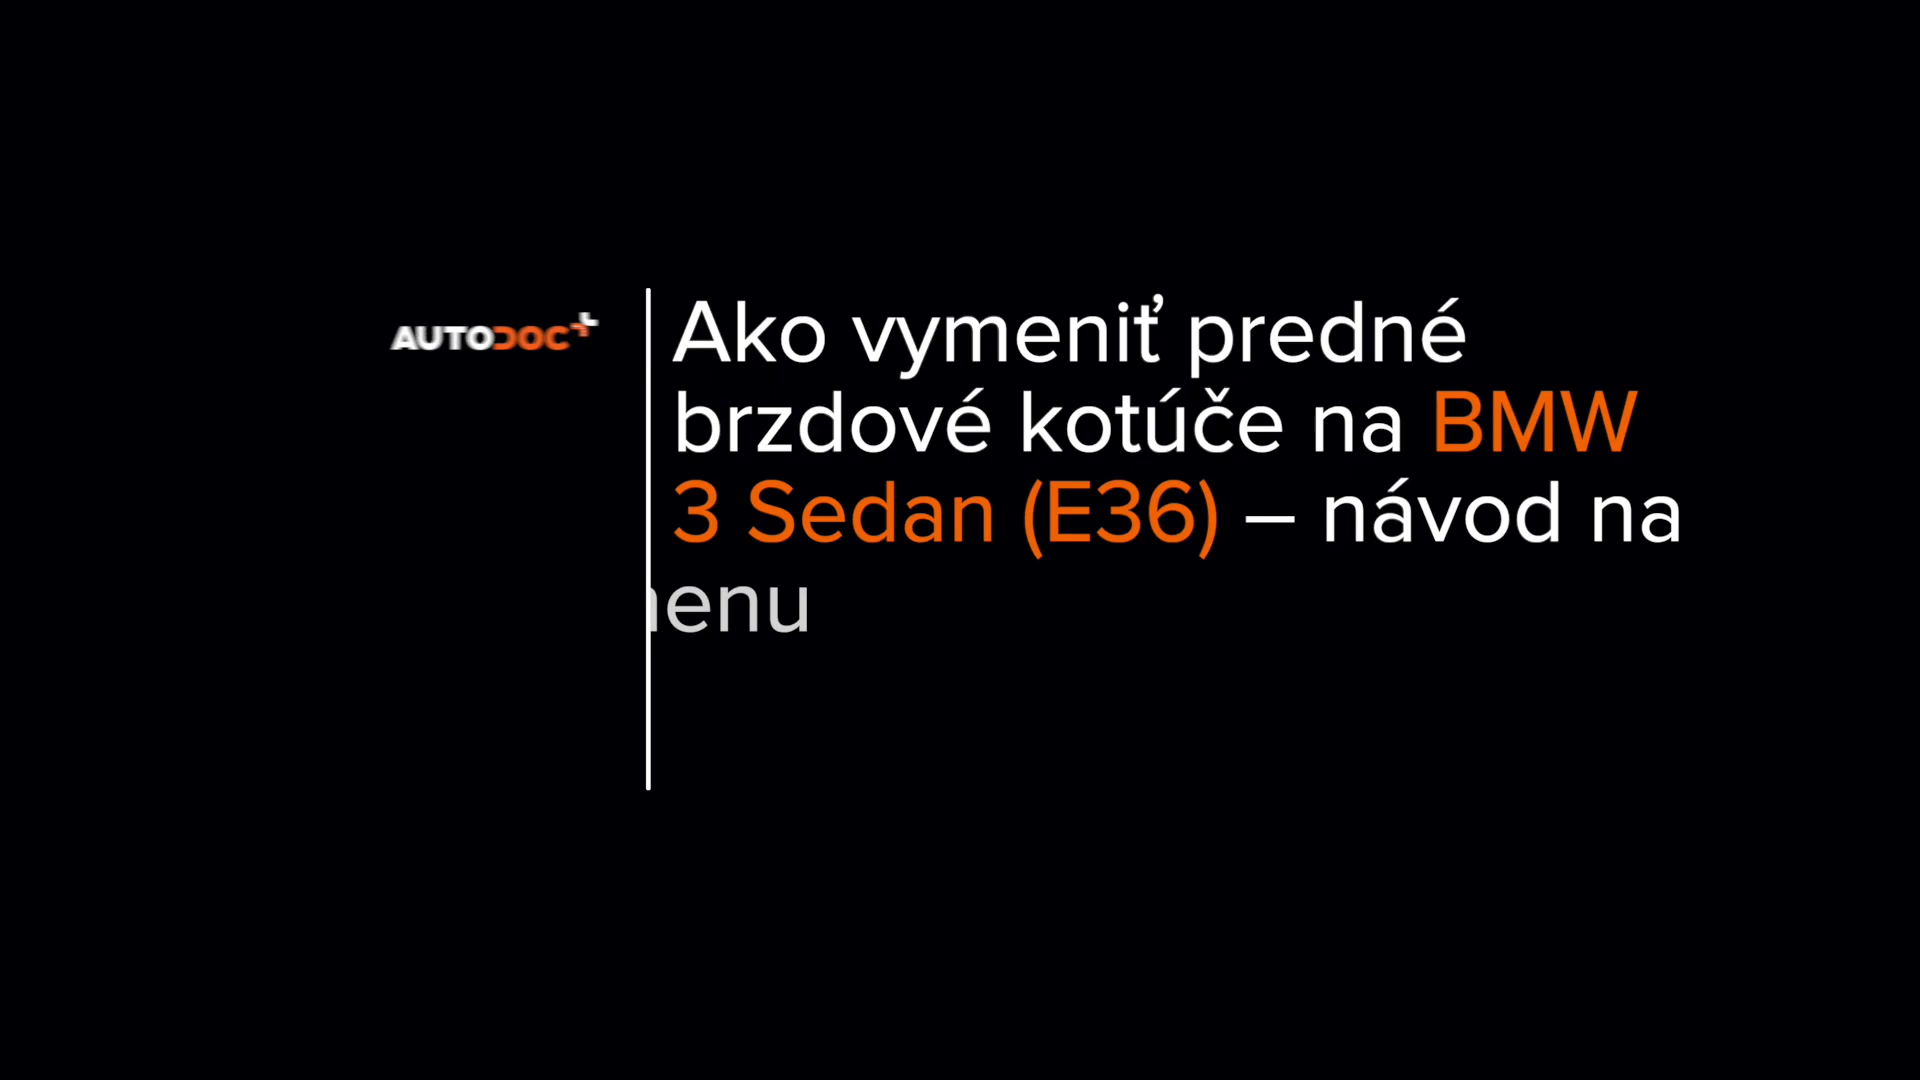 AUTODOC
Ako vymeniť predné
brzdové kotúče na BMW
3 Sedan (E36) – návod na
enu